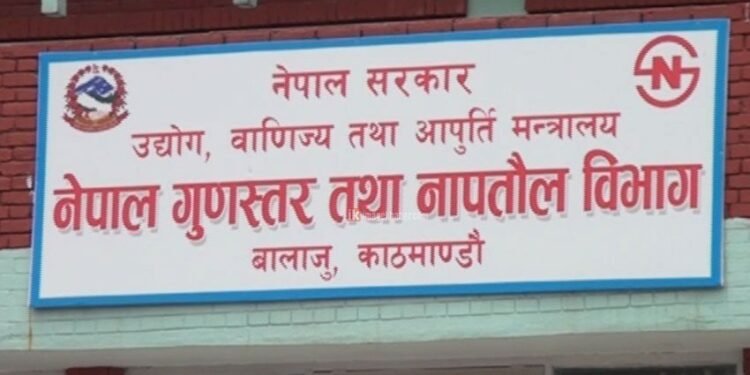 नेपाल सरकार
उद्योग, वाणिज्य तथा आपुर्ति मन्त्रालय
नेपाल गुणस्तर तथा नापतौल विभाग
बालाजु, काठमाण्डौ